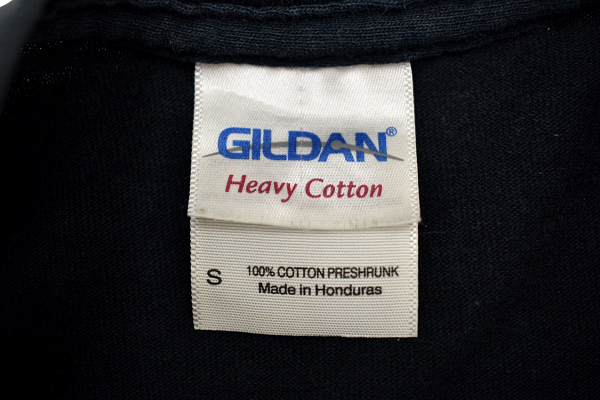 GILDAN®
Heavy Cotton
S 100% COTTON PRESHRUNK
Made in Honduras